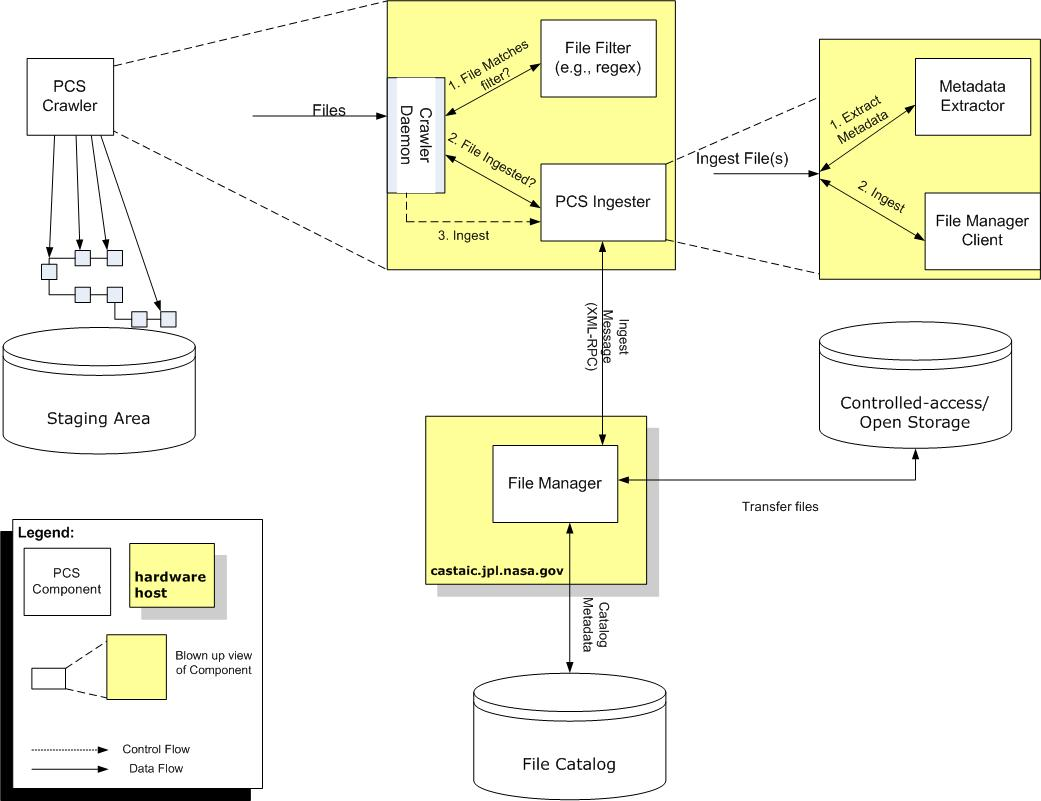 PCS
Crawler
Files
Crawler
Daemon
1. File Matches
filter?
File Filter
(e.g., regex)
2. File Ingested?
3. Ingest
PCS Ingester
Ingest File(s)
1. Extract
Metadata
Metadata
Extractor
2. Ingest
File Manager
Client
Staging Area
Ingest
Message
(XML-RPC)
Controlled-access/
Open Storage
File Manager
castaic.jpl.nasa.gov
Transfer files
Catalog
Metadata
File Catalog
Legend:
PCS
Component
hardware
host
Blown up view
of Component
Control Flow
Data Flow